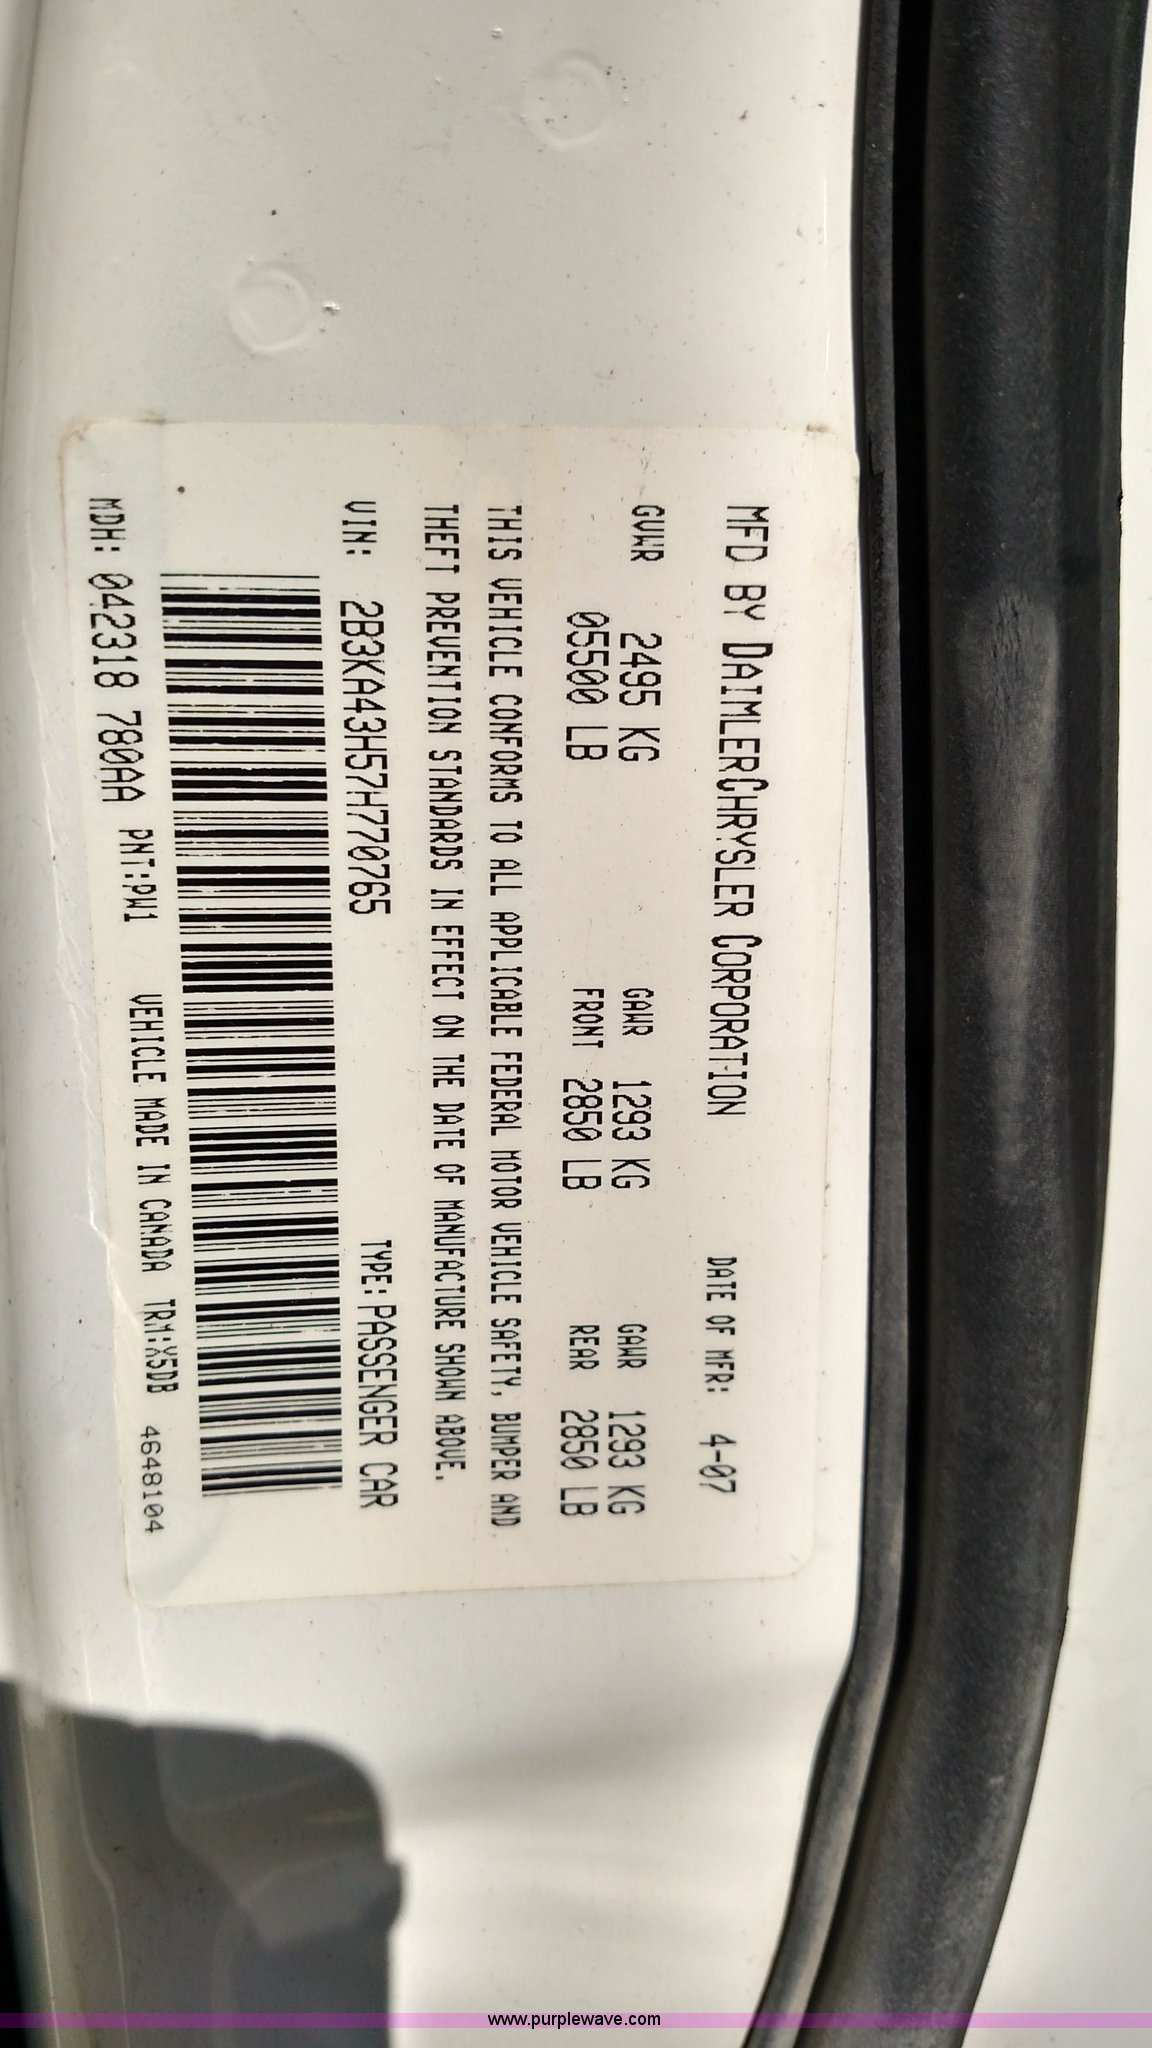 MFD BY DAIMLERCHRYSLER CORPORATION DATE OF MFR: 4-07
GVWR 2495 KG GAWR 1293 KG GAWR 1293 KG
05500 LB FRONT 2850 LB REAR 2850 LB
THIS VEHICLE CONFORMS TO ALL APPLICABLE FEDERAL MOTOR VEHICLE SAFETY, BUMPER AND
THEFT PREVENTION STANDARDS IN EFFECT ON THE DATE OF MANUFACTURE SHOWN ABOVE.
VIN: 2B3KA43H57H770765 TYPE: PASSENGER CAR
MDH: 042318 780AA PNT:PW1 VEHICLE MADE IN CANADA TRM:X5DB 4648104
www.purplewave.com